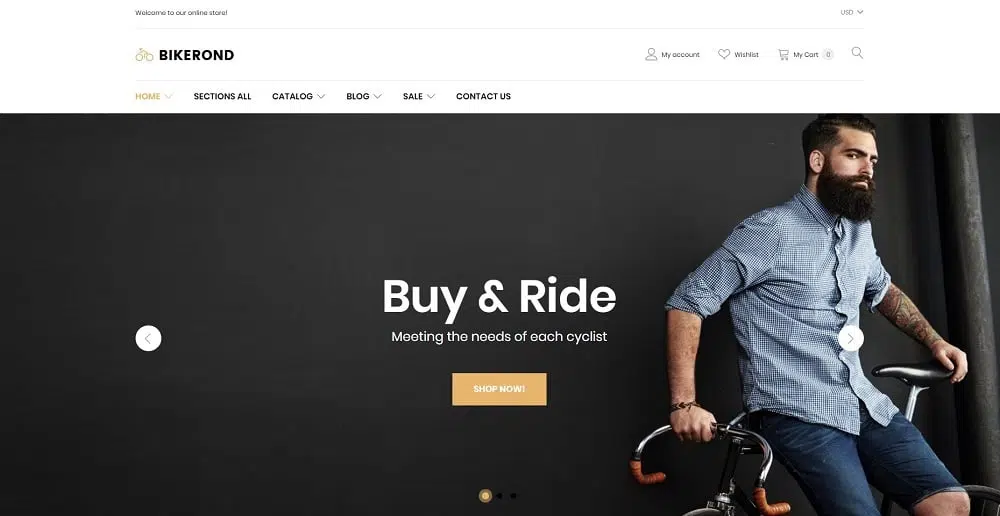 Welcome to our online store!
USD
BIKEROND
My account
Wishlist
My Cart 0
HOME SECTIONS ALL CATALOG BLOG SALE CONTACT US
Buy & Ride
Meeting the needs of each cyclist
SHOP NOW!